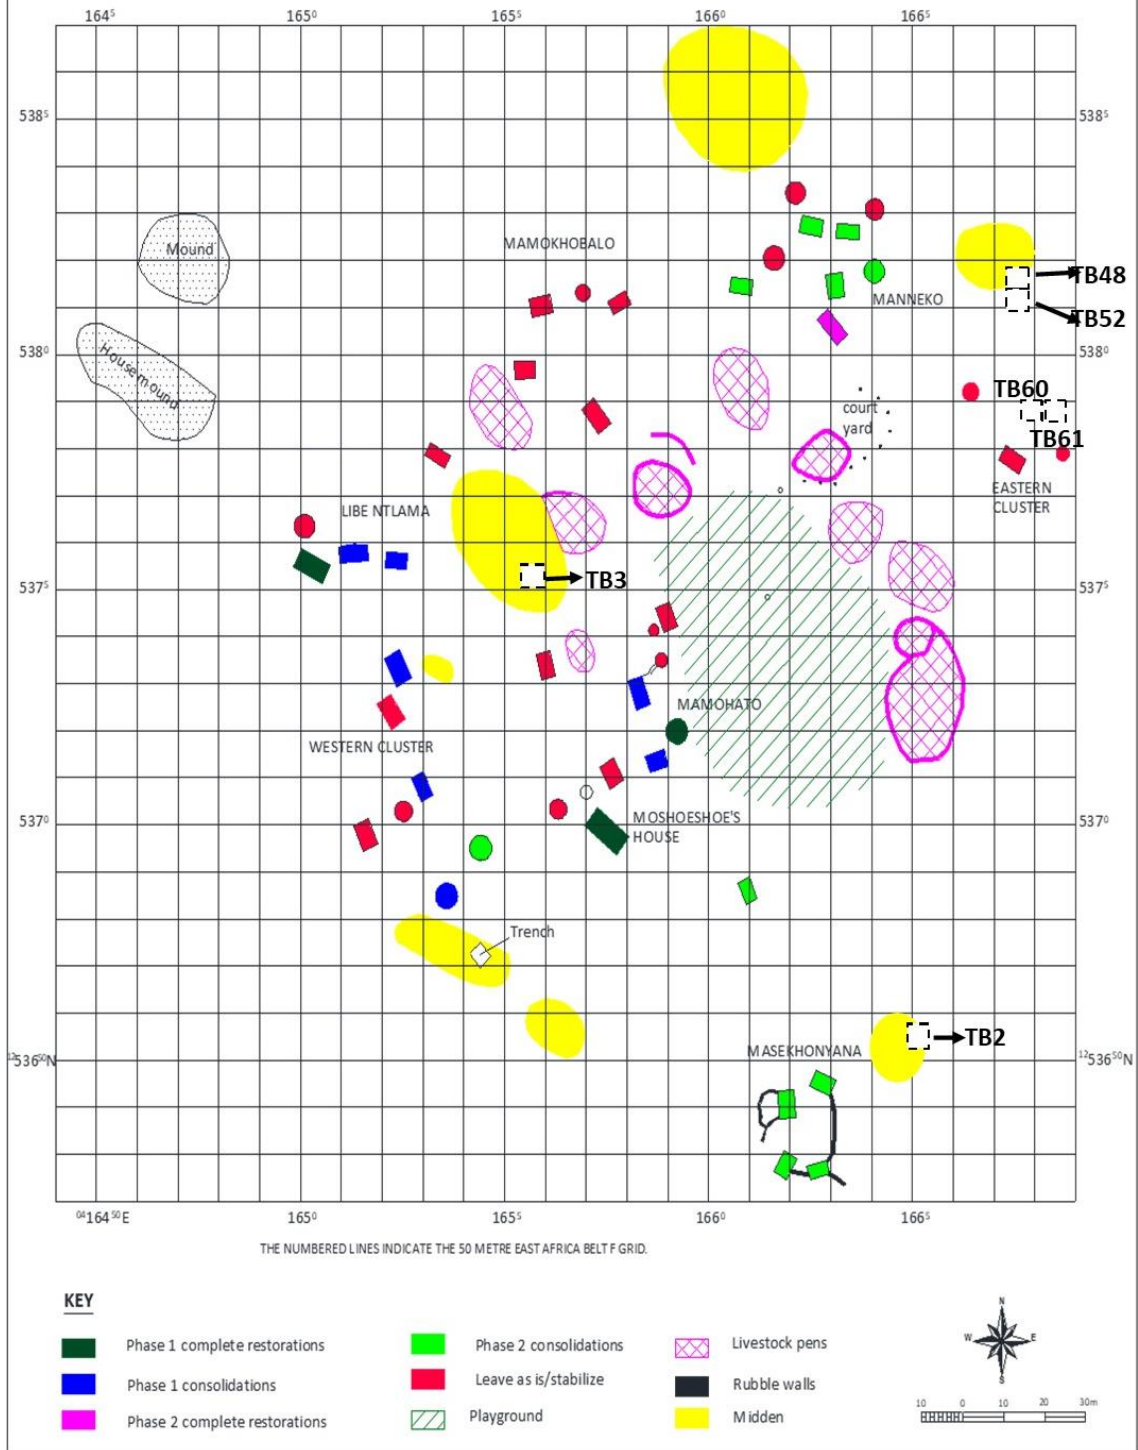 164⁵ 165⁰ 165⁵ 166⁰ 166⁵
538⁵ 538⁵
Mound
MAMOKHOBALO
TB48
MANNEKO
TB52
538⁰ 538⁰
House mound
TB60
court
yard
TB61
EASTERN
CLUSTER
LIBE NTLAMA
537⁵ TB3 537⁵
MAMOHATO
WESTERN CLUSTER
537⁰ MOSHOESHOE'S 537⁰
HOUSE
Trench
TB2
MASEKHONYANA
¹²536⁵⁰N ¹²536⁵⁰N
⁰⁴164⁵⁰E 165⁰ 165⁵ 166⁰ 166⁵
THE NUMBERED LINES INDICATE THE 50 METRE EAST AFRICA BELT F GRID.
KEY
Phase 1 complete restorations
Phase 1 consolidations
Phase 2 complete restorations
Phase 2 consolidations
Leave as is/stabilize
Playground
Livestock pens
Rubble walls
Midden
N
W E
S
10 0 10 20 30m